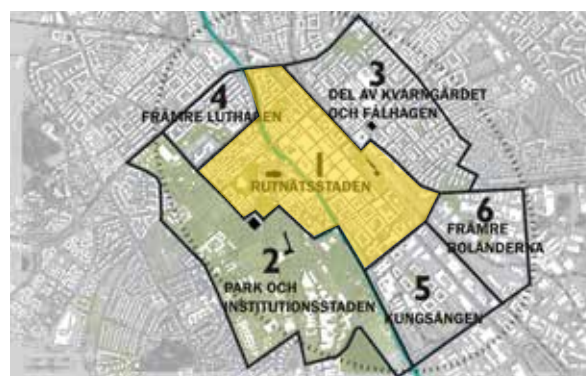 3
DEL AV KVARNGÄRDET
OCH FÅLHAGEN
4
FRÄMRE LUTHAGEN
1
RUTNÄTSSTADEN
6
FRÄMRE
BOLÄNDERNA
2
PARK OCH
INSTITUTIONSSTADEN
5
KUNGSÄNGEN